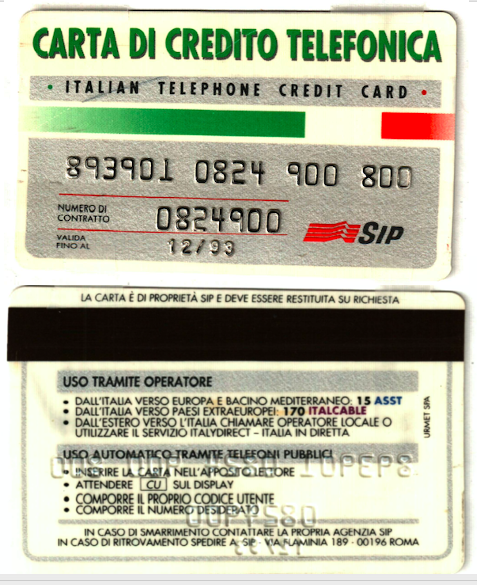 CARTA DI CREDITO TELEFONICA
• ITALIAN TELEPHONE CREDIT CARD •
893901 0824 900 800
NUMERO DI CONTRATTO 0824900
VALIDA FINO AL 12/93
SIP
LA CARTA È DI PROPRIETÀ SIP E DEVE ESSERE RESTITUITA SU RICHIESTA
USO TRAMITE OPERATORE
• DALL'ITALIA VERSO EUROPA E BACINO MEDITERRANEO: 15 ASST
• DALL'ITALIA VERSO PAESI EXTRAEUROPEI: 170 ITALCABLE
• DALL'ESTERO VERSO L'ITALIA CHIAMARE OPERATORE LOCALE O
UTILIZZARE IL SERVIZIO ITALYDIRECT - ITALIA IN DIRETTA
URMET SPA
USO AUTOMATICO TRAMITE TELEFONI PUBBLICI
• INSERIRE LA CARTA NELL'APPOSITO LETTORE
• ATTENDERE CU SUL DISPLAY
• COMPORRE IL PROPRIO CODICE UTENTE
• COMPORRE IL NUMERO DESIDERATO
IN CASO DI SMARRIMENTO CONTATTARE LA PROPRIA AGENZIA SIP
IN CASO DI RITROVAMENTO SPEDIRE A: SIP - VIA FLAMINIA 189 - 00196 ROMA